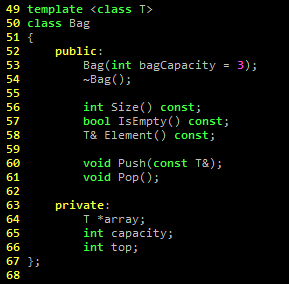 49 template <class T>
50 class Bag
51 {
52     public:
53         Bag(int bagCapacity = 3);
54         ~Bag();
55
56         int Size() const;
57         bool IsEmpty() const;
58         T& Element() const;
59
60         void Push(const T&);
61         void Pop();
62
63     private:
64         T *array;
65         int capacity;
66         int top;
67 };
68